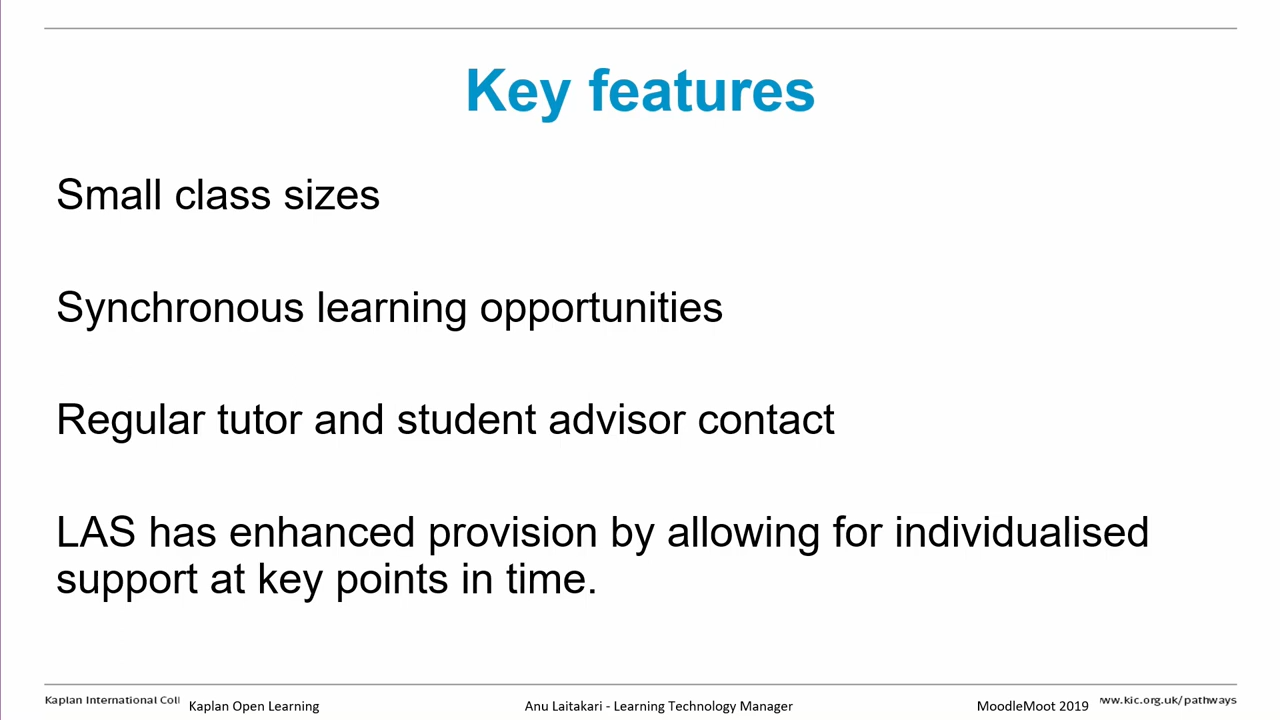 Key features
Small class sizes
Synchronous learning opportunities
Regular tutor and student advisor contact
LAS has enhanced provision by allowing for individualised
support at key points in time.
Kaplan International Coll
Kaplan Open Learning
Anu Laitakari - Learning Technology Manager
MoodleMoot 2019
ww.kic.org.uk/pathways